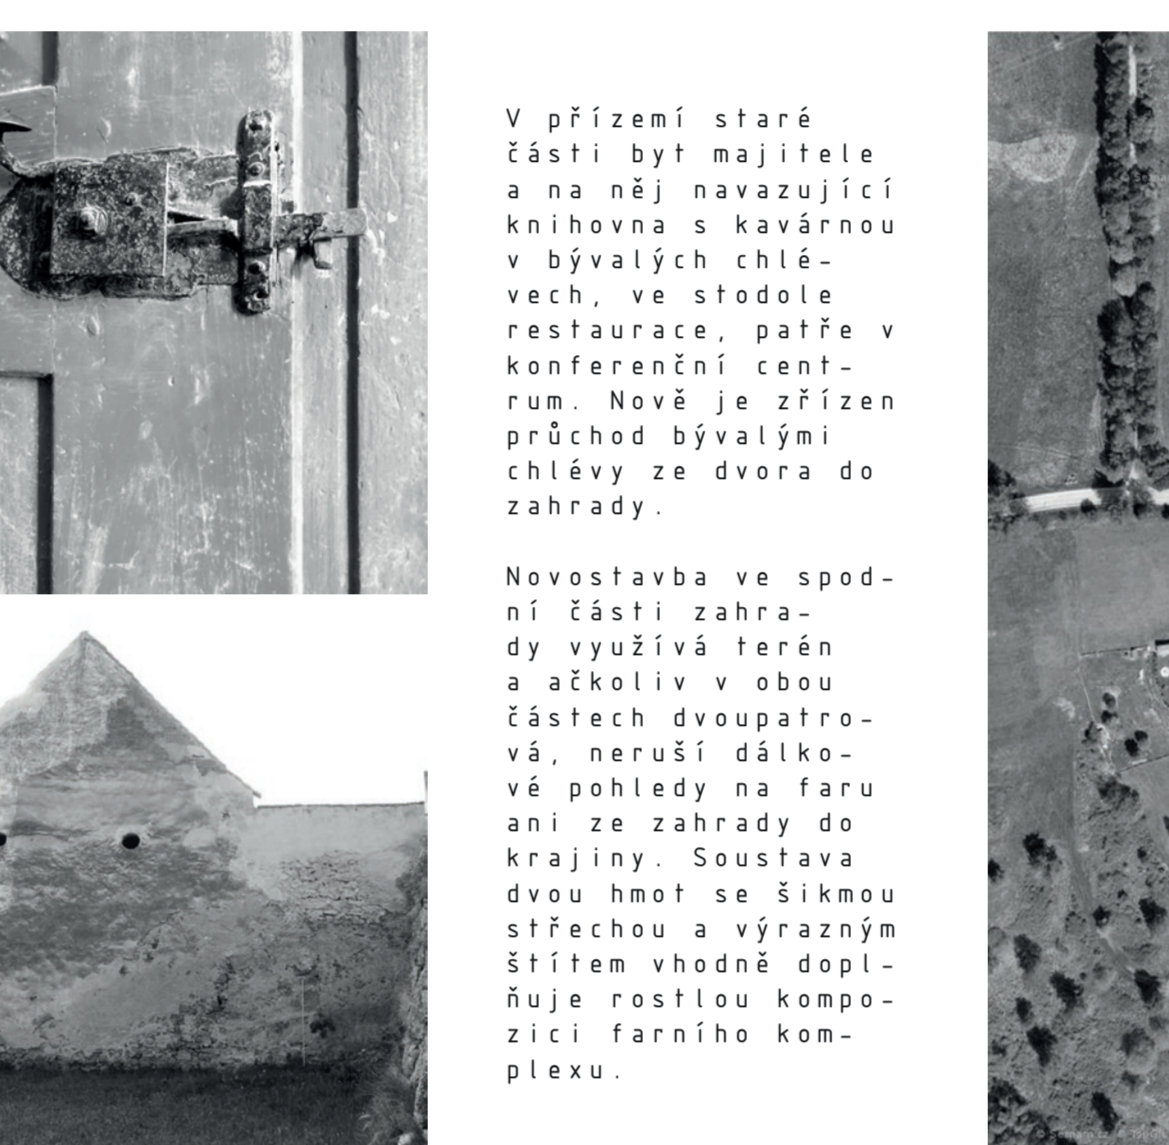 V přízemí staré
části byt majitele
a na něj navazující
knihovna s kavárnou
v bývalých chlé-
vech, ve stodole
restaurace, patře v
konferenční cent-
rum. Nově je zřízen
průchod bývalými
chlévy ze dvora do
zahrady.
Novostavba ve spod-
ní části zahra-
dy využívá terén
a ačkoliv v obou
částech dvoupatro-
vá, neruší dálko-
vé pohledy na faru
ani ze zahrady do
krajiny. Soustava
dvou hmot se šikmou
střechou a výrazným
štítem vhodně dopl-
ňuje rostlou kompo-
zici farního kom-
plexu.